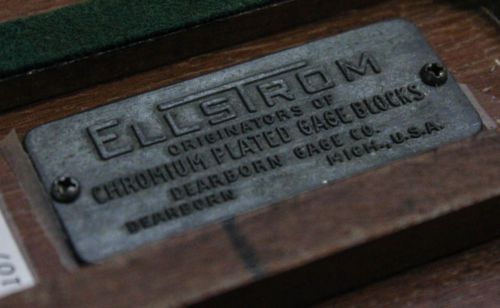 ELLSTROM
ORIGINATORS OF
CHROMIUM PLATED GAGE BLOCKS
DEARBORN GAGE CO.
DEARBORN MICH., U.S.A.